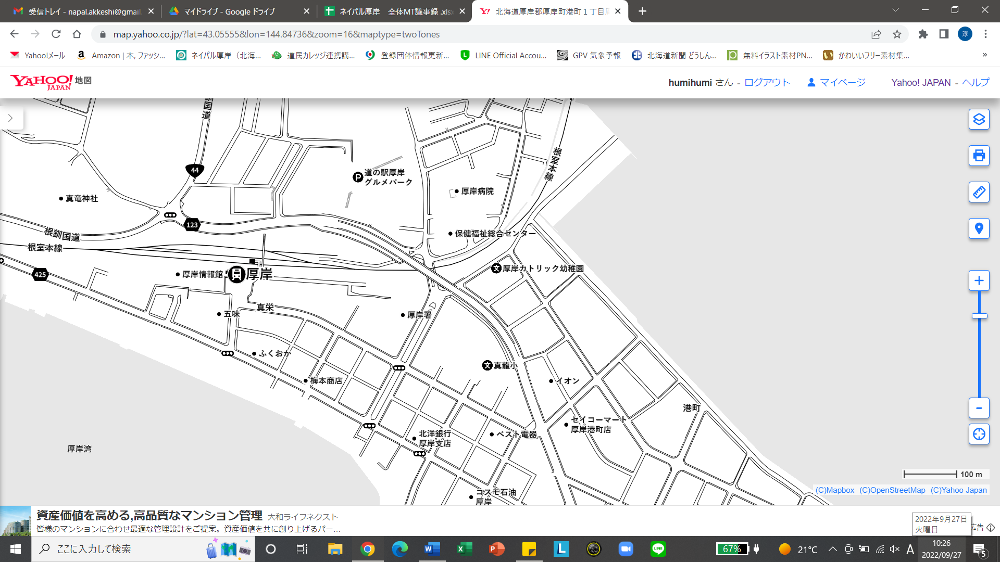 受信トレイ - napal.akkeshi@gmail.
マイドライブ - Google ドライブ
ネイパル厚岸　全体MT議事録 .xlsx
北海道厚岸郡厚岸町港町１丁目
map.yahoo.co.jp/?lat=43.05555&lon=144.84736&zoom=16&maptype=twoTones
淳
Yahoo!メール
Amazon | 本, ファッシ...
ネイパル厚岸（北海...
道民カレッジ連携講...
登録団体情報更新...
LINE Official Accou...
GPV 気象予報
北海道新聞 どうしん...
無料イラスト素材PN...
かわいいフリー素材集...
»
YAHOO! JAPAN 地図
humihumi さん - ログアウト
マイページ
Yahoo! JAPAN - ヘルプ
釧国道
44
根室本線
道の駅厚岸
グルメパーク
P
厚岸病院
真竜神社
123
根釧国道
根室本線
保健福祉総合センター
425
厚岸情報館
厚岸
文
厚岸カトリック幼稚園
真栄
五味
厚岸署
ふくおか
文
真龍小
梅本商店
イオン
港町
セイコーマート
厚岸港町店
北洋銀行
厚岸支店
ベスト電器
厚岸湾
コスモ石油
厚岸
+
-
100 m
(C)Mapbox (C)OpenStreetMap (C)Yahoo Japan
資産価値を高める,高品質なマンション管理 大和ライフネクスト
皆様のマンションに合わせ最適な管理設計をご提案。資産価値を共に創り上げるパー...
2022年9月27日
火曜日
広告
ここに入力して検索
67%
21°C
A
10:26
2022/09/27
5